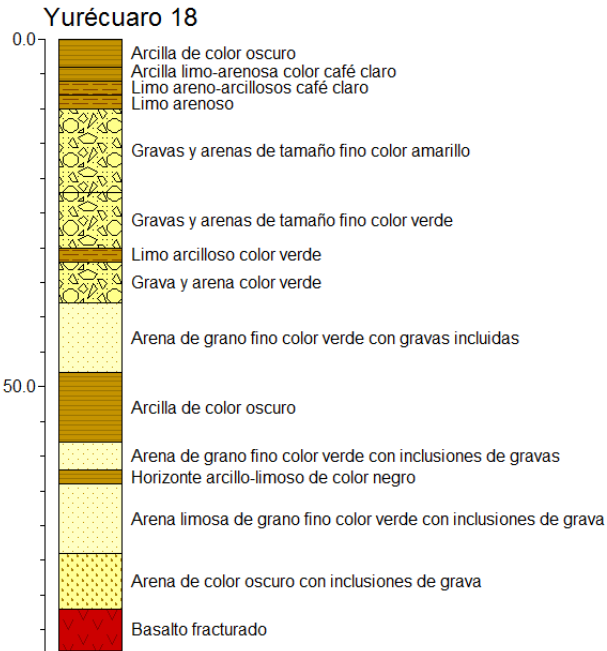 Yurécuaro 18
0.0
Arcilla de color oscuro
Arcilla limo-arenosa color café claro
Limo areno-arcillosos café claro
Limo arenoso
Gravas y arenas de tamaño fino color amarillo
Gravas y arenas de tamaño fino color verde
Limo arcilloso color verde
Grava y arena color verde
Arena de grano fino color verde con gravas incluidas
50.0
Arcilla de color oscuro
Arena de grano fino color verde con inclusiones de gravas
Horizonte arcillo-limoso de color negro
Arena limosa de grano fino color verde con inclusiones de grava
Arena de color oscuro con inclusiones de grava
Basalto fracturado